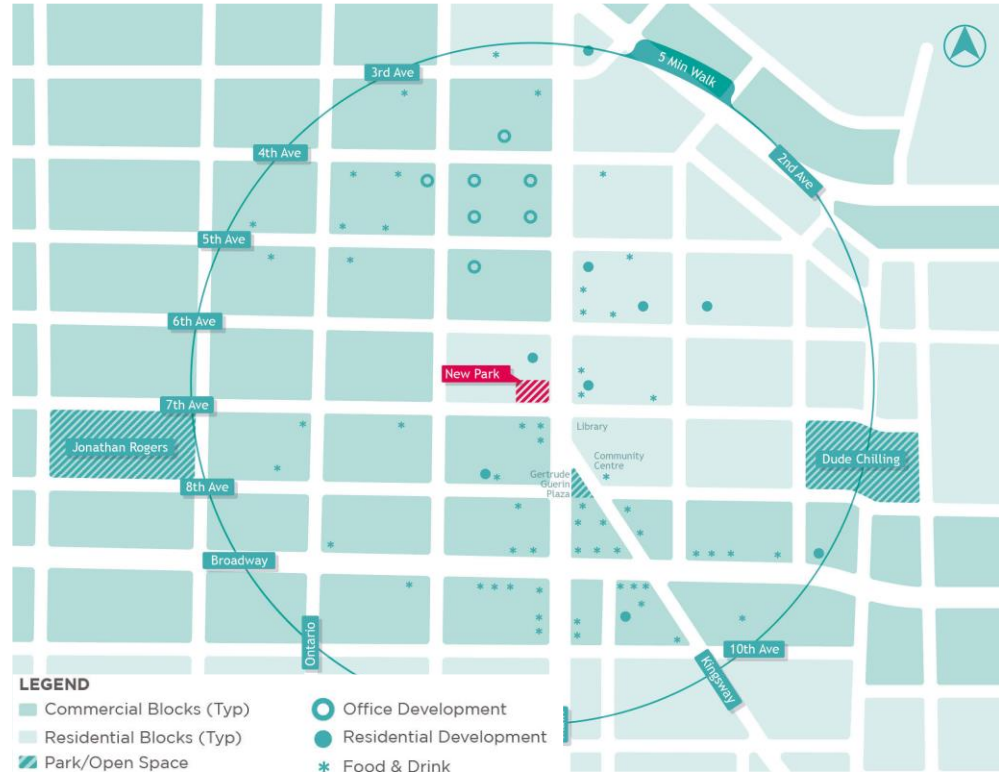 5 Min Walk
3rd Ave
2nd Ave
4th Ave
5th Ave
6th Ave
New Park
7th Ave
Library
Jonathan Rogers
Community
Centre
Dude Chilling
Gertrude
Guerin
Plaza
8th Ave
Broadway
Ontario
10th Ave
Kingsway
LEGEND
Commercial Blocks (Typ)
Residential Blocks (Typ)
Park/Open Space
Office Development
Residential Development
Food & Drink